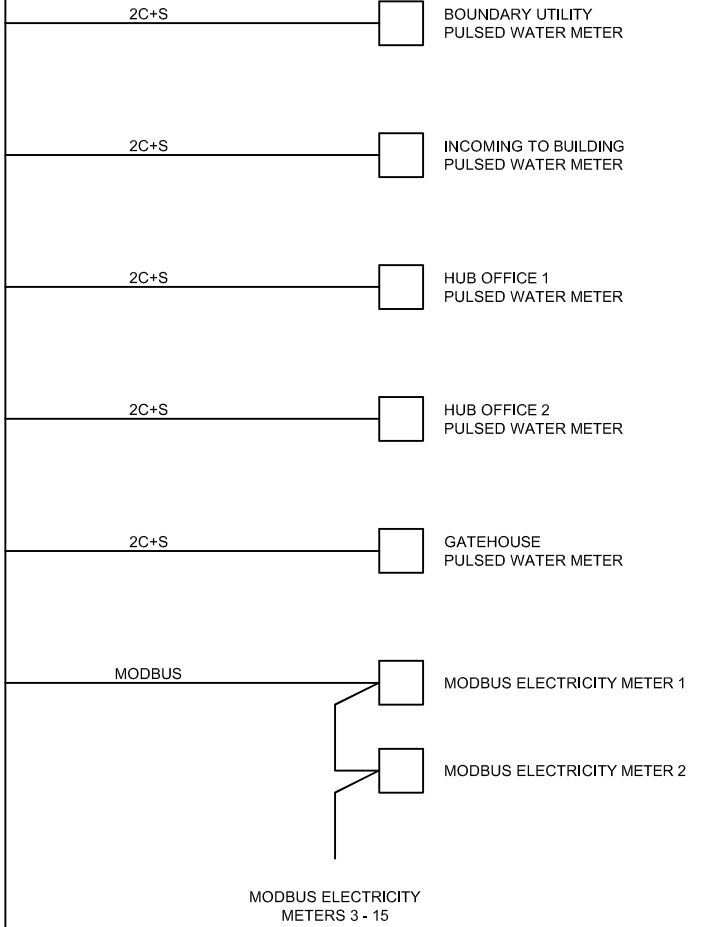 2C+S
BOUNDARY UTILITY
PULSED WATER METER
2C+S
INCOMING TO BUILDING
PULSED WATER METER
2C+S
HUB OFFICE 1
PULSED WATER METER
2C+S
HUB OFFICE 2
PULSED WATER METER
2C+S
GATEHOUSE
PULSED WATER METER
MODBUS
MODBUS ELECTRICITY METER 1
MODBUS ELECTRICITY METER 2
MODBUS ELECTRICITY
METERS 3 - 15